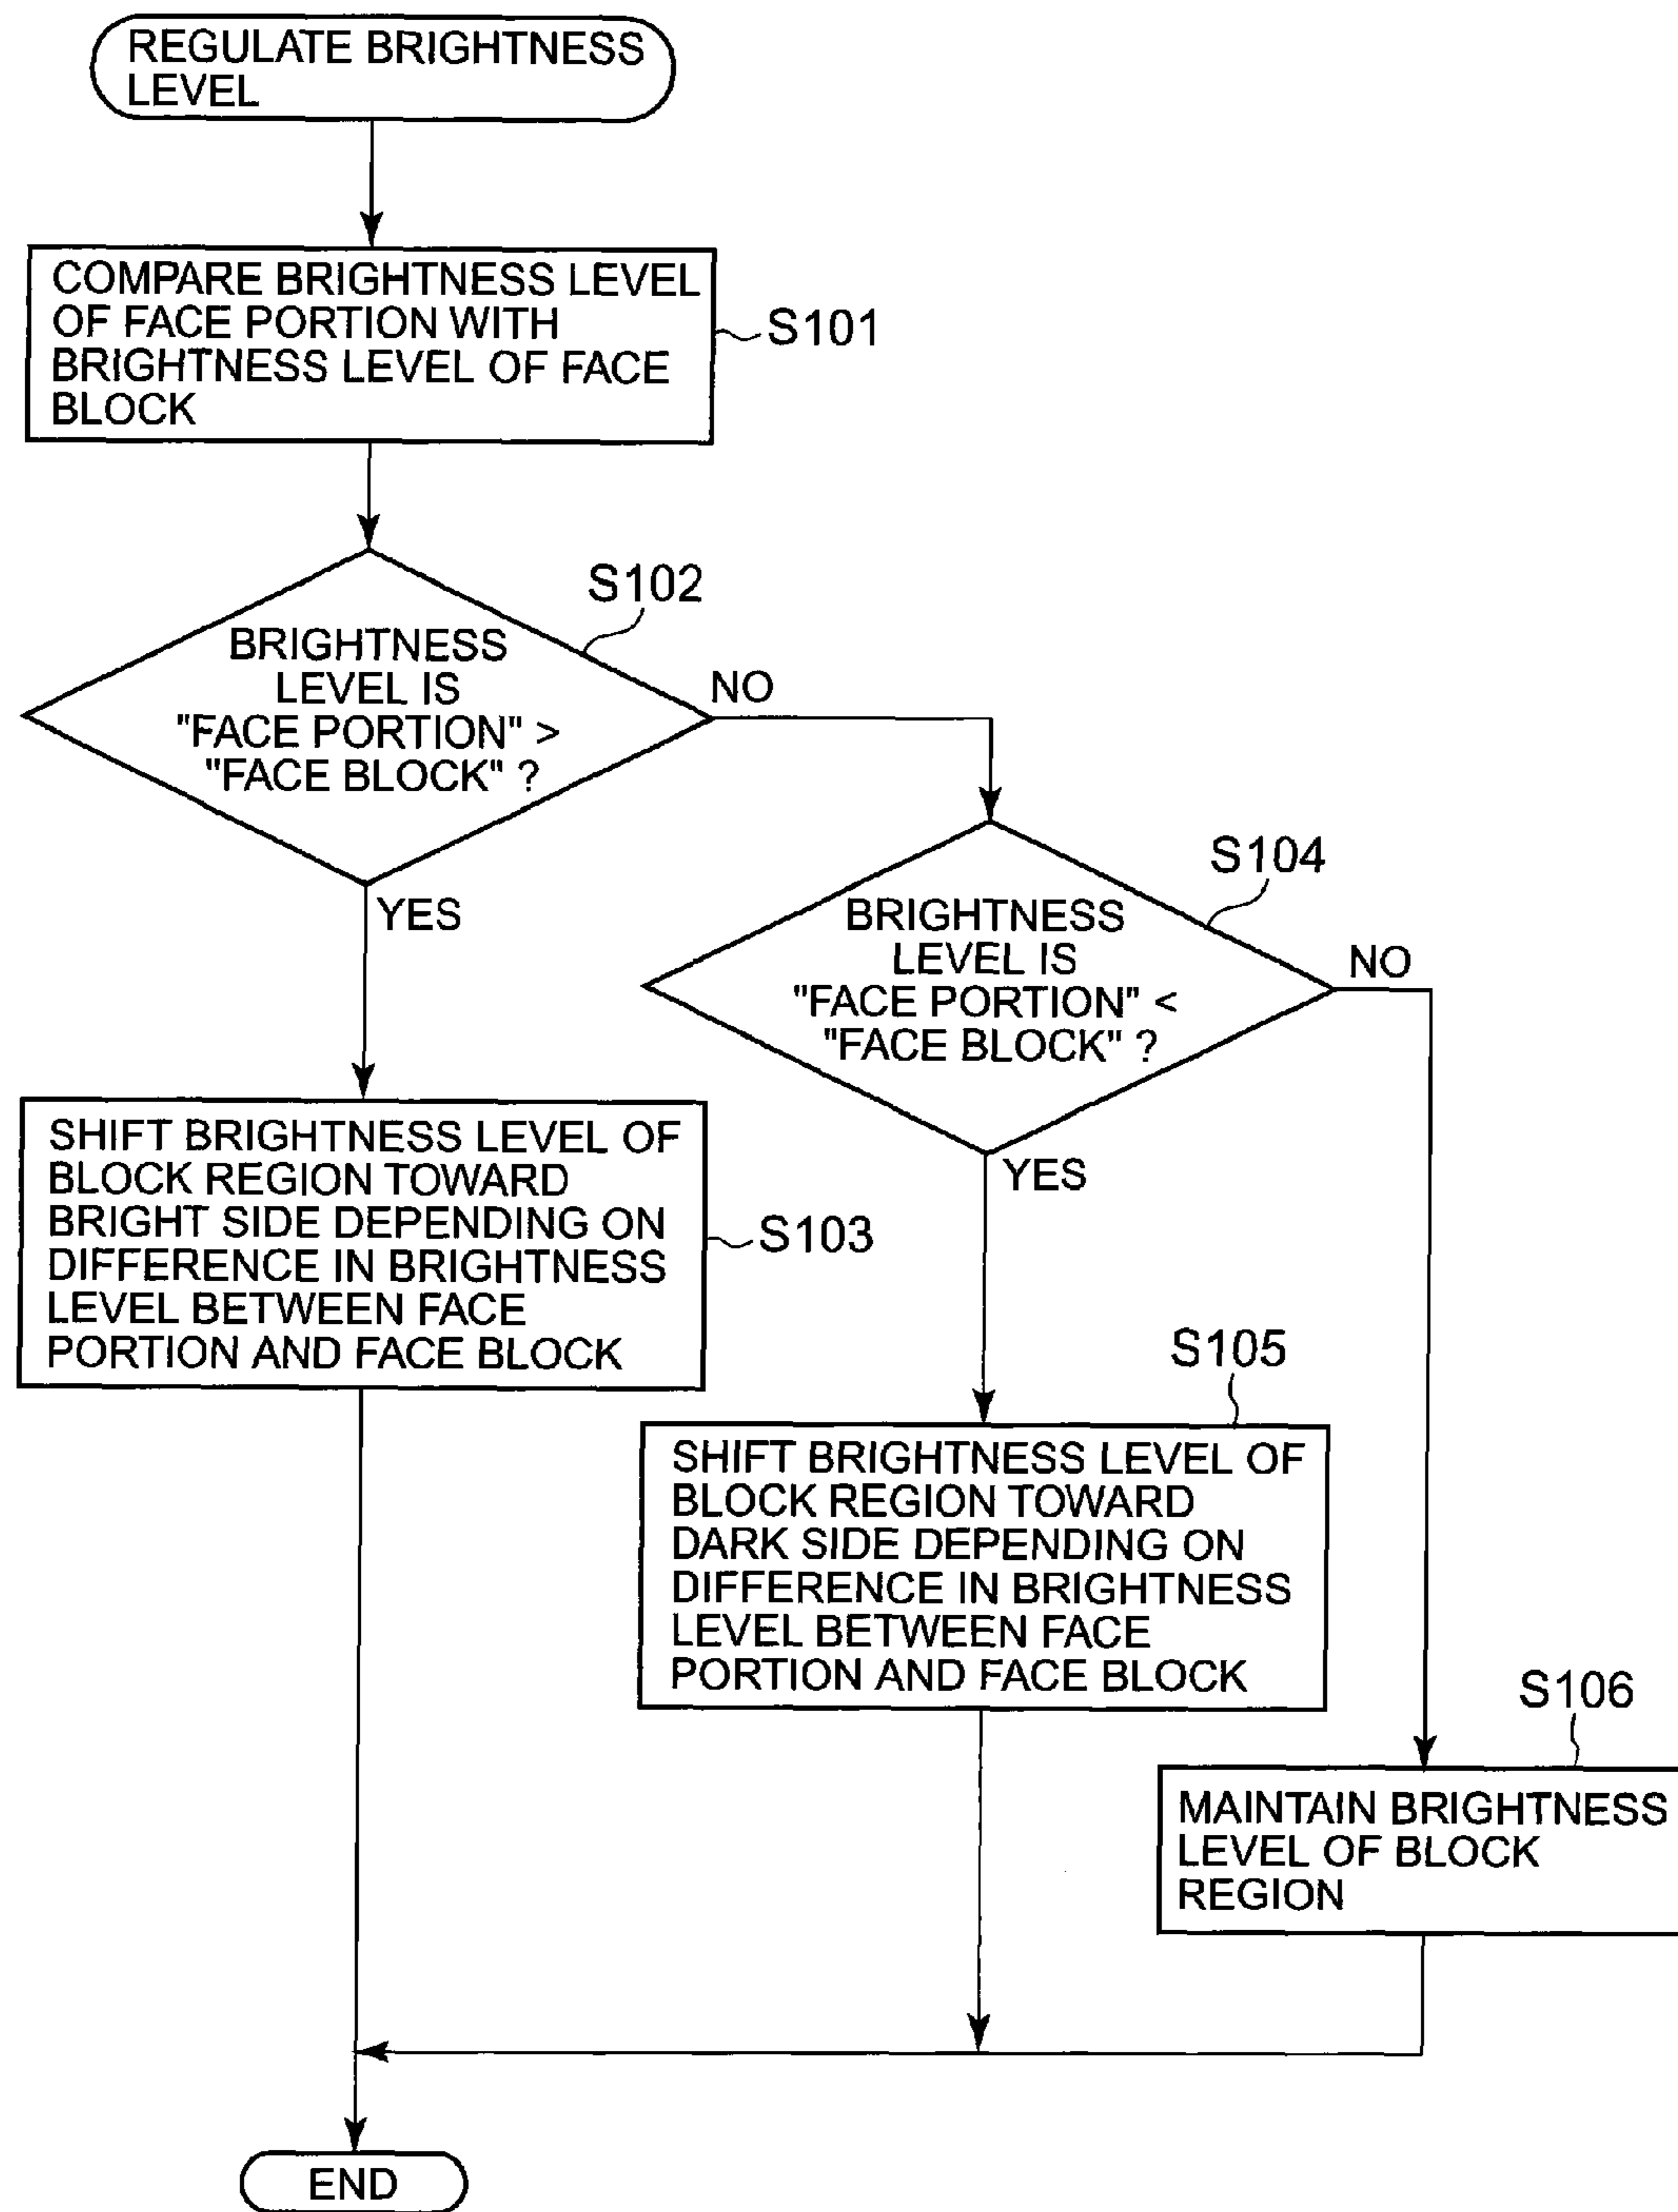 REGULATE BRIGHTNESS
LEVEL
COMPARE BRIGHTNESS LEVEL
OF FACE PORTION WITH
BRIGHTNESS LEVEL OF FACE
BLOCK
S101
S102
BRIGHTNESS
LEVEL IS
"FACE PORTION" >
"FACE BLOCK" ?
NO
YES
S104
BRIGHTNESS
LEVEL IS
"FACE PORTION" <
"FACE BLOCK" ?
NO
YES
SHIFT BRIGHTNESS LEVEL OF
BLOCK REGION TOWARD
BRIGHT SIDE DEPENDING ON
DIFFERENCE IN BRIGHTNESS
LEVEL BETWEEN FACE
PORTION AND FACE BLOCK
S103
S105
SHIFT BRIGHTNESS LEVEL OF
BLOCK REGION TOWARD
DARK SIDE DEPENDING ON
DIFFERENCE IN BRIGHTNESS
LEVEL BETWEEN FACE
PORTION AND FACE BLOCK
S106
MAINTAIN BRIGHTNESS
LEVEL OF BLOCK
REGION
END